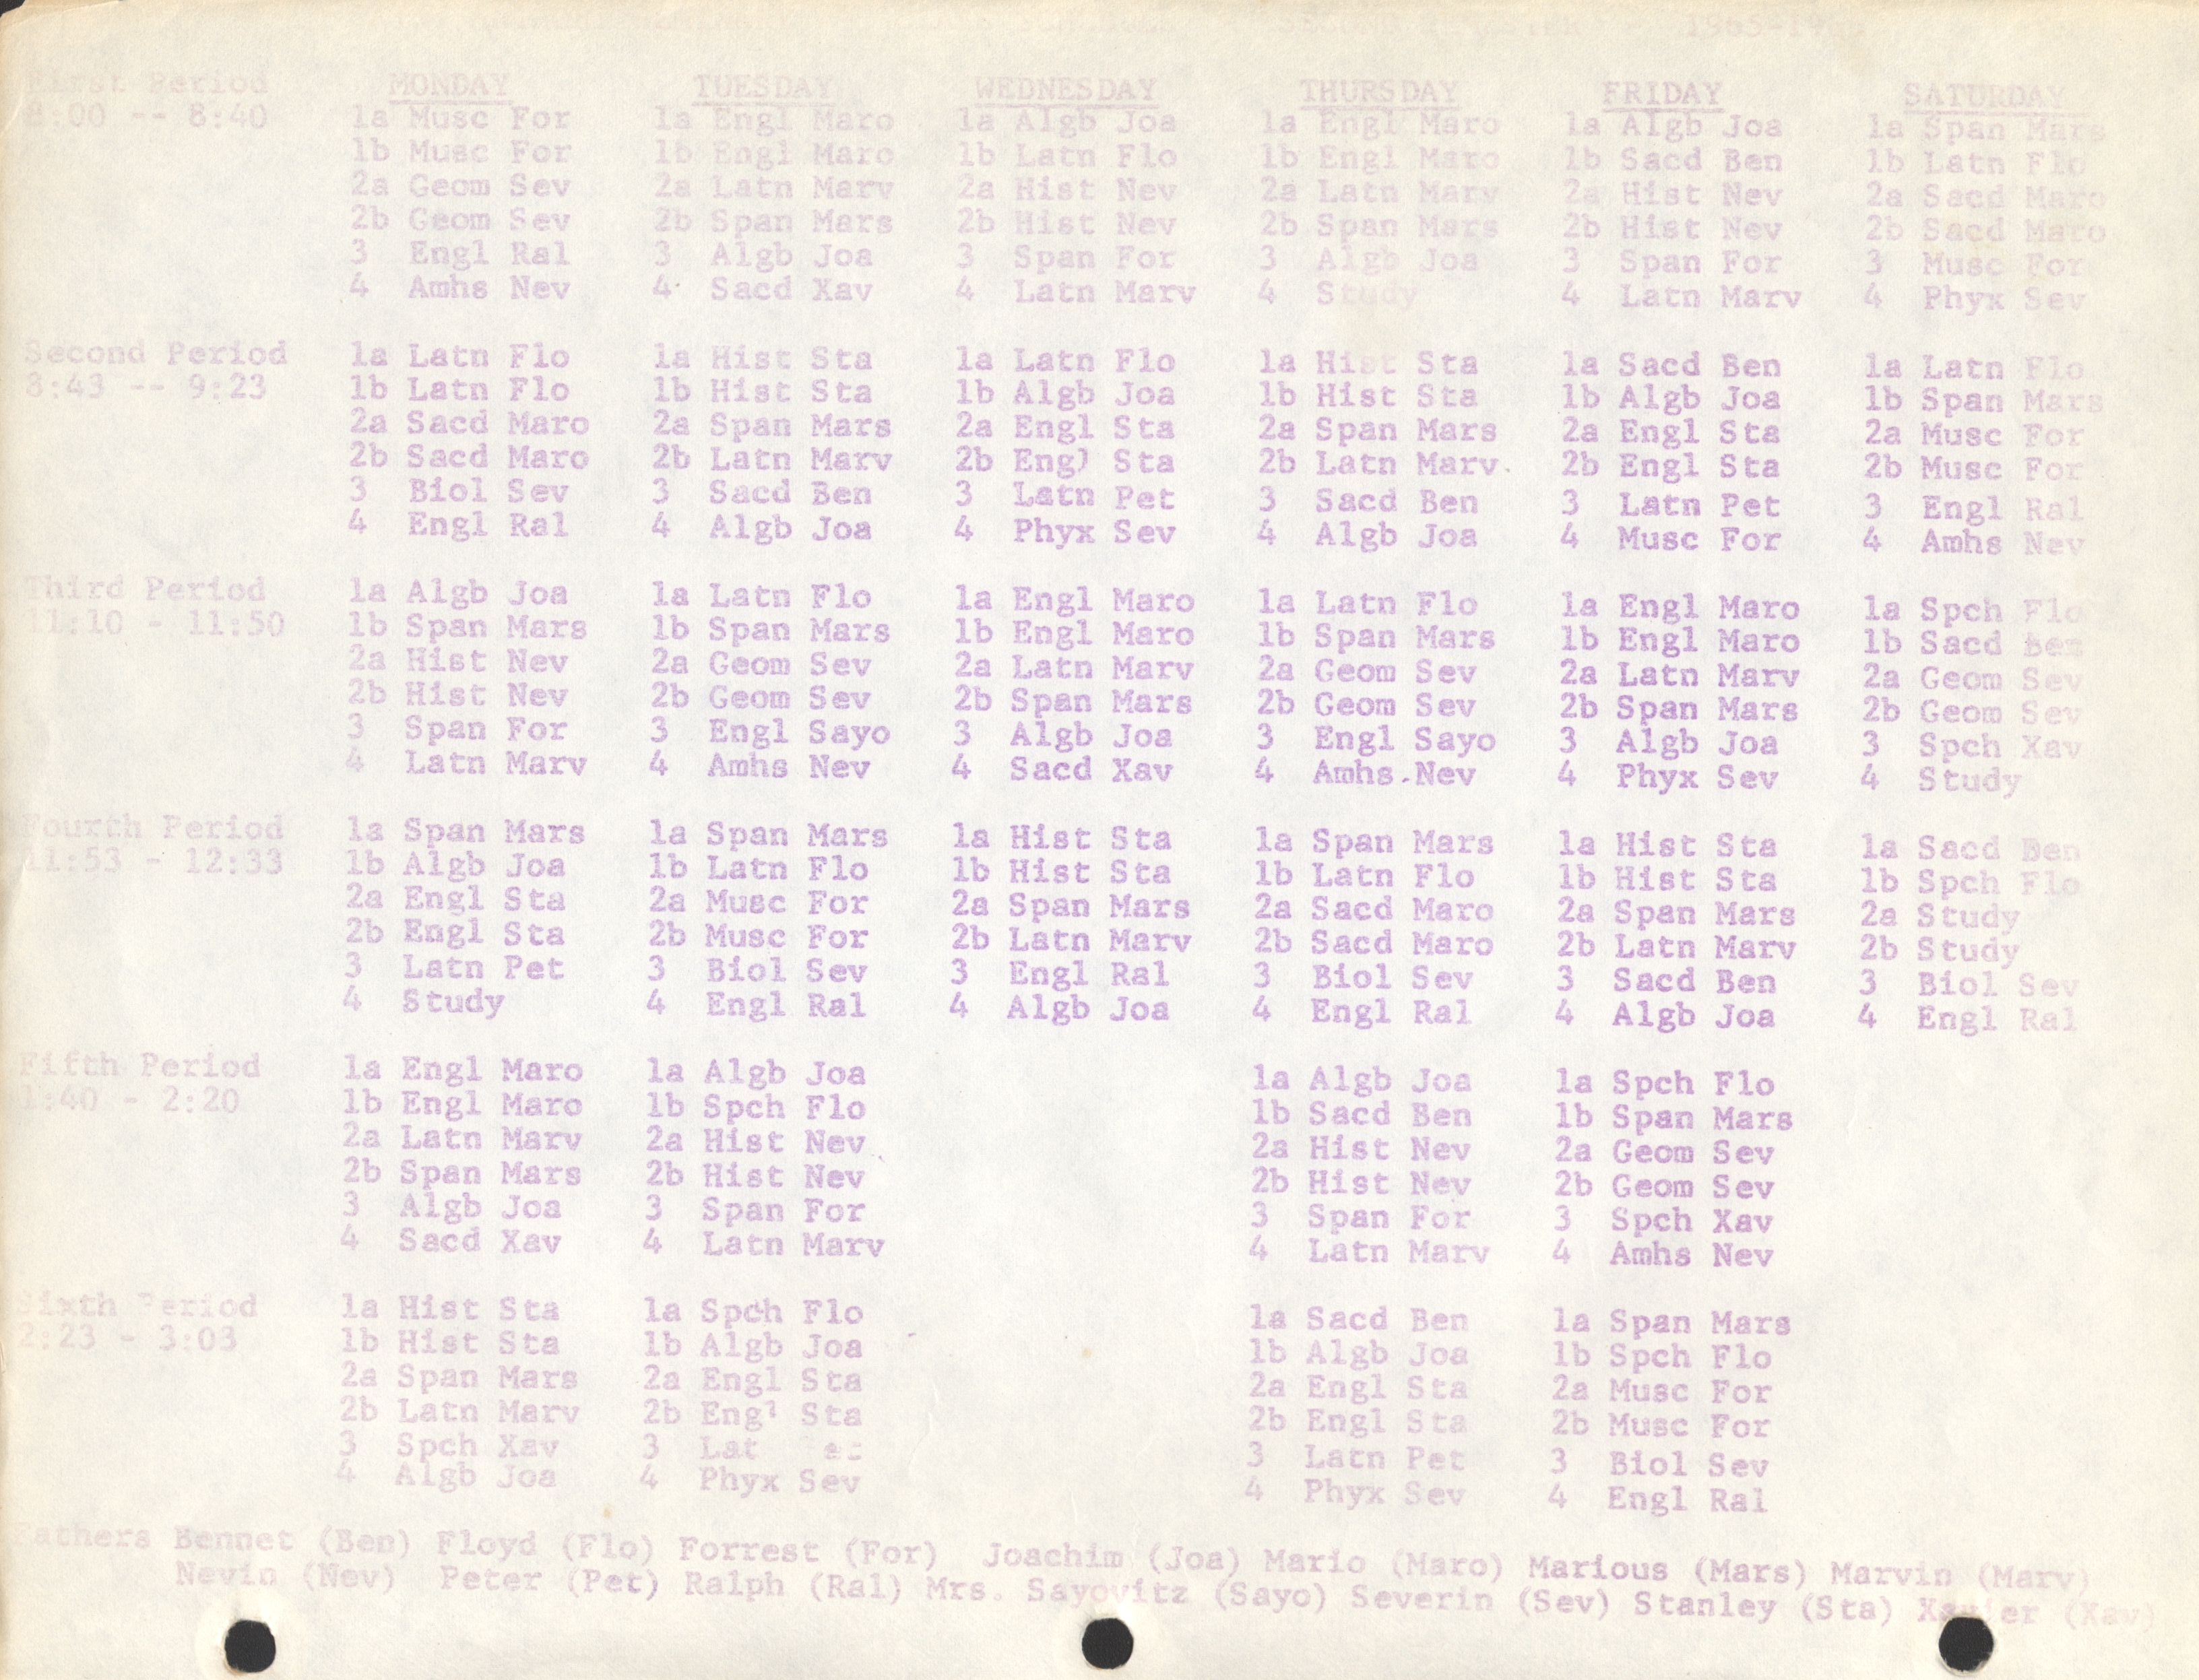 SECOND 1965-19
First Period MONDAY TUESDAY WEDNESDAY THURSDAY FRIDAY SATURDAY
8:00 -- 8:40 1a Musc For 1a Engl Maro 1a Algb Joa 1a Engl Maro 1a Algb Joa 1a Span Mars
1b Musc For 1b Engl Maro 1b Latn Flo 1b Engl Maro 1b Sacd Ben 1b Latn Flo
2a Geom Sev 2a Latn Marv 2a Hist Nev 2a Latn Marv 2a Hist Nev 2a Sacd Maro
2b Geom Sev 2b Span Mars 2b Hist Nev 2b Span Mars 2b Hist Nev 2b Sacd Maro
3 Engl Ral 3 Algb Joa 3 Span For 3 Algb Joa 3 Span For 3 Musc For
4 Amhs Nev 4 Sacd Xav 4 Latn Marv 4 Study 4 Latn Marv 4 Phyx Sev
Second Period 1a Latn Flo 1a Hist Sta 1a Latn Flo 1a Hist Sta 1a Sacd Ben 1a Latn Flo
8:43 -- 9:23 1b Latn Flo 1b Hist Sta 1b Algb Joa 1b Hist Sta 1b Algb Joa 1b Span Mars
2a Sacd Maro 2a Span Mars 2a Engl Sta 2a Span Mars 2a Engl Sta 2a Musc For
2b Sacd Maro 2b Latn Marv 2b Engl Sta 2b Latn Marv 2b Engl Sta 2b Musc For
3 Biol Sev 3 Sacd Ben 3 Latn Pet 3 Sacd Ben 3 Latn Pet 3 Engl Ral
4 Engl Ral 4 Algb Joa 4 Phyx Sev 4 Algb Joa 4 Musc For 4 Amhs Nev
Third Period 1a Algb Joa 1a Latn Flo 1a Engl Maro 1a Latn Flo 1a Engl Maro 1a Spch Flo
11:10 - 11:50 1b Span Mars 1b Span Mars 1b Engl Maro 1b Span Mars 1b Engl Maro 1b Sacd Ben
2a Hist Nev 2a Geom Sev 2a Latn Marv 2a Geom Sev 2a Latn Marv 2a Geom Sev
2b Hist Nev 2b Geom Sev 2b Span Mars 2b Geom Sev 2b Span Mars 2b Geom Sev
3 Span For 3 Engl Sayo 3 Algb Joa 3 Engl Sayo 3 Algb Joa 3 Spch Xav
4 Latn Marv 4 Amhs Nev 4 Sacd Xav 4 Amhs Nev 4 Phyx Sev 4 Study
Fourth Period 1a Span Mars 1a Span Mars 1a Hist Sta 1a Span Mars 1a Hist Sta 1a Sacd Ben
11:53 - 12:33 1b Algb Joa 1b Latn Flo 1b Hist Sta 1b Latn Flo 1b Hist Sta 1b Spch Flo
2a Engl Sta 2a Musc For 2a Span Mars 2a Sacd Maro 2a Span Mars 2a Study
2b Engl Sta 2b Musc For 2b Latn Marv 2b Sacd Maro 2b Latn Marv 2b Study
3 Latn Pet 3 Biol Sev 3 Engl Ral 3 Biol Sev 3 Sacd Ben 3 Biol Sev
4 Study 4 Engl Ral 4 Algb Joa 4 Engl Ral 4 Algb Joa 4 Engl Ral
Fifth Period 1a Engl Maro 1a Algb Joa 1a Algb Joa 1a Spch Flo
1:40 - 2:20 1b Engl Maro 1b Spch Flo 1b Sacd Ben 1b Span Mars
2a Latn Marv 2a Hist Nev 2a Hist Nev 2a Geom Sev
2b Span Mars 2b Hist Nev 2b Hist Nev 2b Geom Sev
3 Algb Joa 3 Span For 3 Span For 3 Spch Xav
4 Sacd Xav 4 Latn Marv 4 Latn Marv 4 Amhs Nev
Sixth Period 1a Hist Sta 1a Spch Flo 1a Sacd Ben 1a Span Mars
2:23 - 3:03 1b Hist Sta 1b Algb Joa 1b Algb Joa 1b Spch Flo
2a Span Mars 2a Engl Sta 2a Engl Sta 2a Musc For
2b Latn Marv 2b Engl Sta 2b Engl Sta 2b Musc For
3 Spch Xav 3 Lat et 3 Latn Pet 3 Biol Sev
4 Algb Joa 4 Phyx Sev 4 Phyx Sev 4 Engl Ral
Fathers Bennet (Ben) Floyd (Flo) Forrest (For) Joachim (Joa) Mario (Maro) Marious (Mars) Marvin (Marv)
Nevin (Nev) Peter (Pet) Ralph (Ral) Mrs. Sayovitz (Sayo) Severin (Sev) Stanley (Sta) Xavier (Xav)